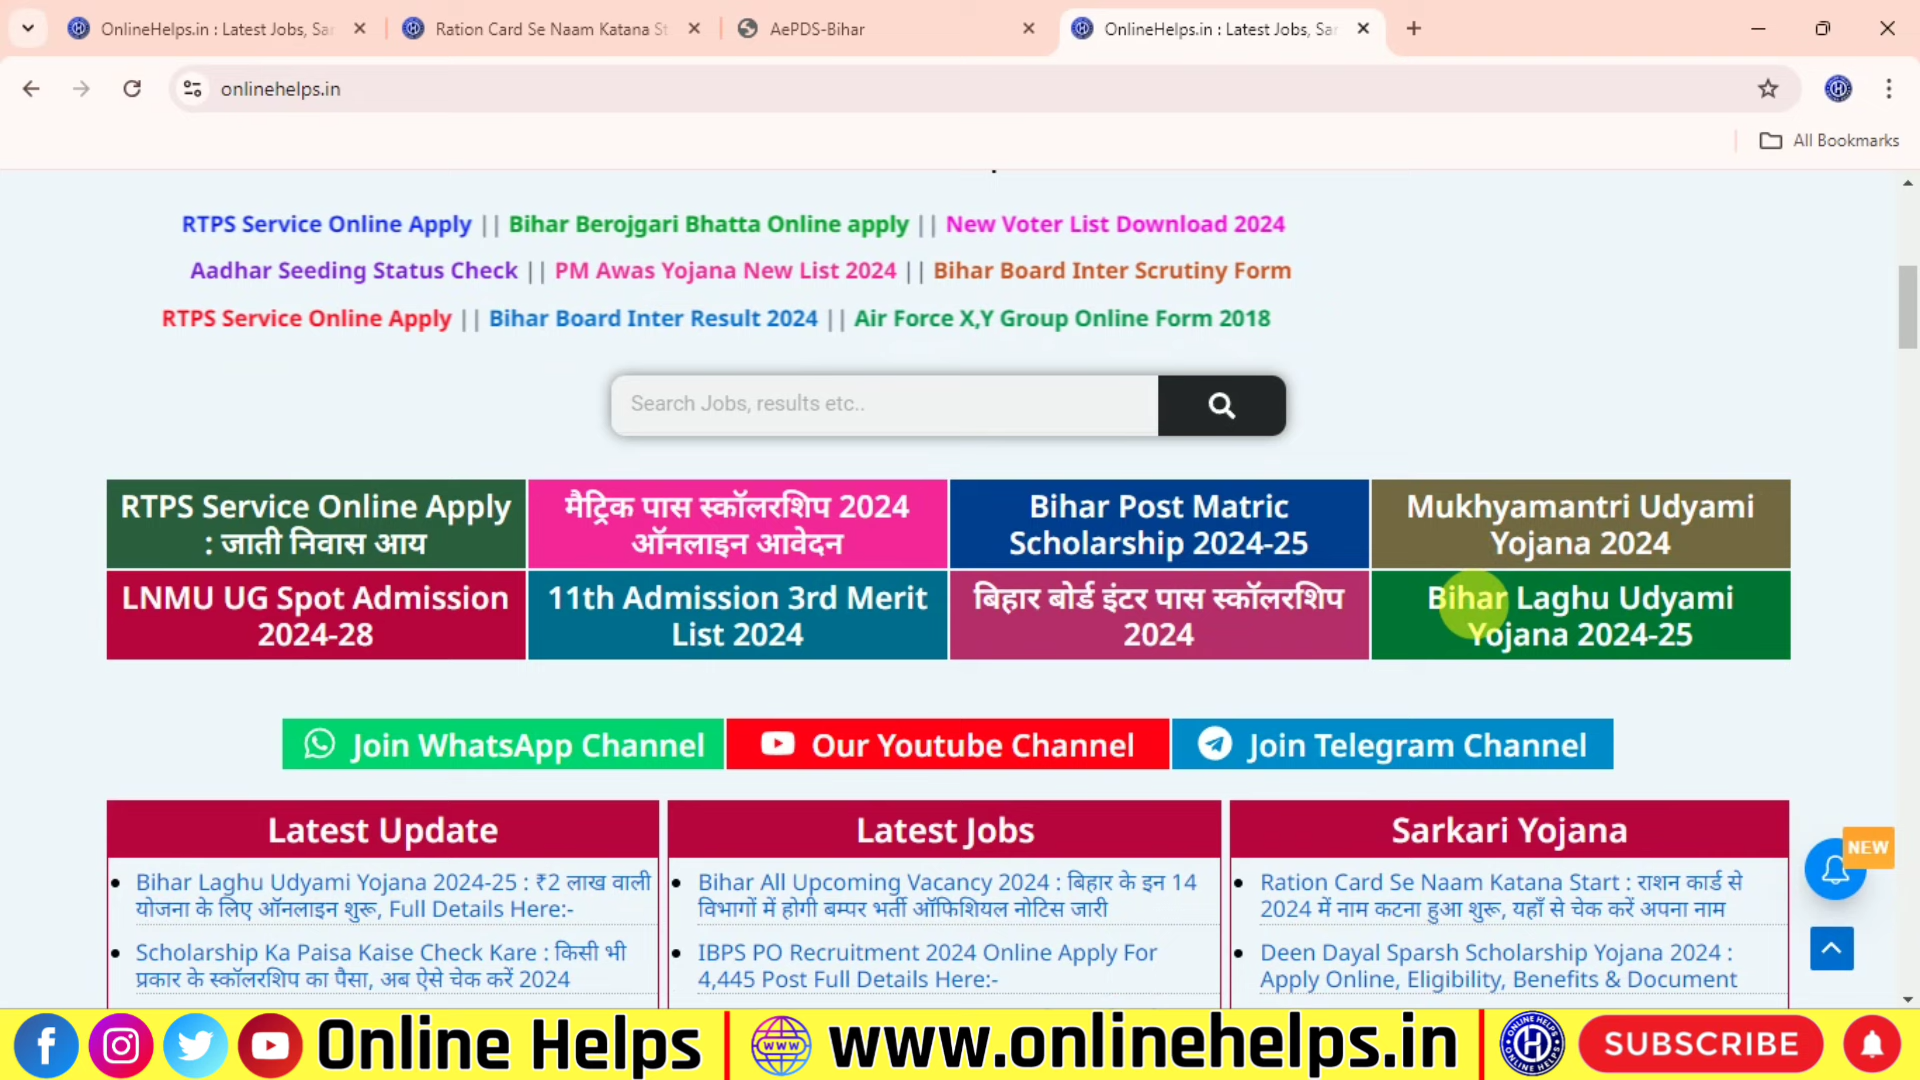 OnlineHelps.in : Latest Jobs, Sar
Ration Card Se Naam Katana St
AePDS-Bihar
OnlineHelps.in : Latest Jobs, Sar
onlinehelps.in
All Bookmarks
RTPS Service Online Apply || Bihar Berojgari Bhatta Online apply || New Voter List Download 2024
Aadhar Seeding Status Check || PM Awas Yojana New List 2024 || Bihar Board Inter Scrutiny Form
RTPS Service Online Apply || Bihar Board Inter Result 2024 || Air Force X,Y Group Online Form 2018
Search Jobs, results etc..
RTPS Service Online Apply
: जाती निवास आय
मैट्रिक पास स्कॉलरशिप 2024
ऑनलाइन आवेदन
Bihar Post Matric
Scholarship 2024-25
Mukhyamantri Udyami
Yojana 2024
LNMU UG Spot Admission
2024-28
11th Admission 3rd Merit
List 2024
बिहार बोर्ड इंटर पास स्कॉलरशिप
2024
Bihar Laghu Udyami
Yojana 2024-25
Join WhatsApp Channel
Our Youtube Channel
Join Telegram Channel
Latest Update
Bihar Laghu Udyami Yojana 2024-25 : ₹2 लाख वाली
योजना के लिए ऑनलाइन शुरू, Full Details Here:-
Scholarship Ka Paisa Kaise Check Kare : किसी भी
प्रकार के स्कॉलरशिप का पैसा, अब ऐसे चेक करें 2024
Latest Jobs
Bihar All Upcoming Vacancy 2024 : बिहार के इन 14
विभागों में होगी बम्पर भर्ती ऑफिशियल नोटिस जारी
IBPS PO Recruitment 2024 Online Apply For
4,445 Post Full Details Here:-
Sarkari Yojana
Ration Card Se Naam Katana Start : राशन कार्ड से
2024 में नाम कटना हुआ शुरू, यहाँ से चेक करें अपना नाम
Deen Dayal Sparsh Scholarship Yojana 2024 :
Apply Online, Eligibility, Benefits & Document
NEW
Online Helps
www
www.onlinehelps.in
ONLINE HELPS
ONLINE HELPS
SUBSCRIBE